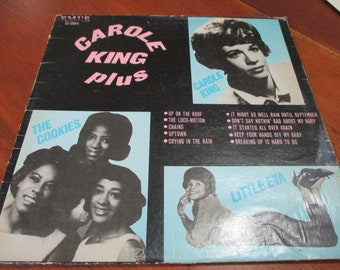 EMUS
CAROLE
KING
plus
CAROLE
KING
THE COOKIES
• UP ON THE ROOF
• THE LOCO-MOTION
• CHAINS
• UPTOWN
• CRYING IN THE RAIN
• IT MIGHT AS WELL RAIN UNTIL SEPTEMBER
• DON'T SAY NOTHIN' BAD ABOUT MY BABY
• IT STARTED ALL OVER AGAIN
• KEEP YOUR HANDS OFF MY BABY
• BREAKING UP IS HARD TO DO
LITTLE EVA